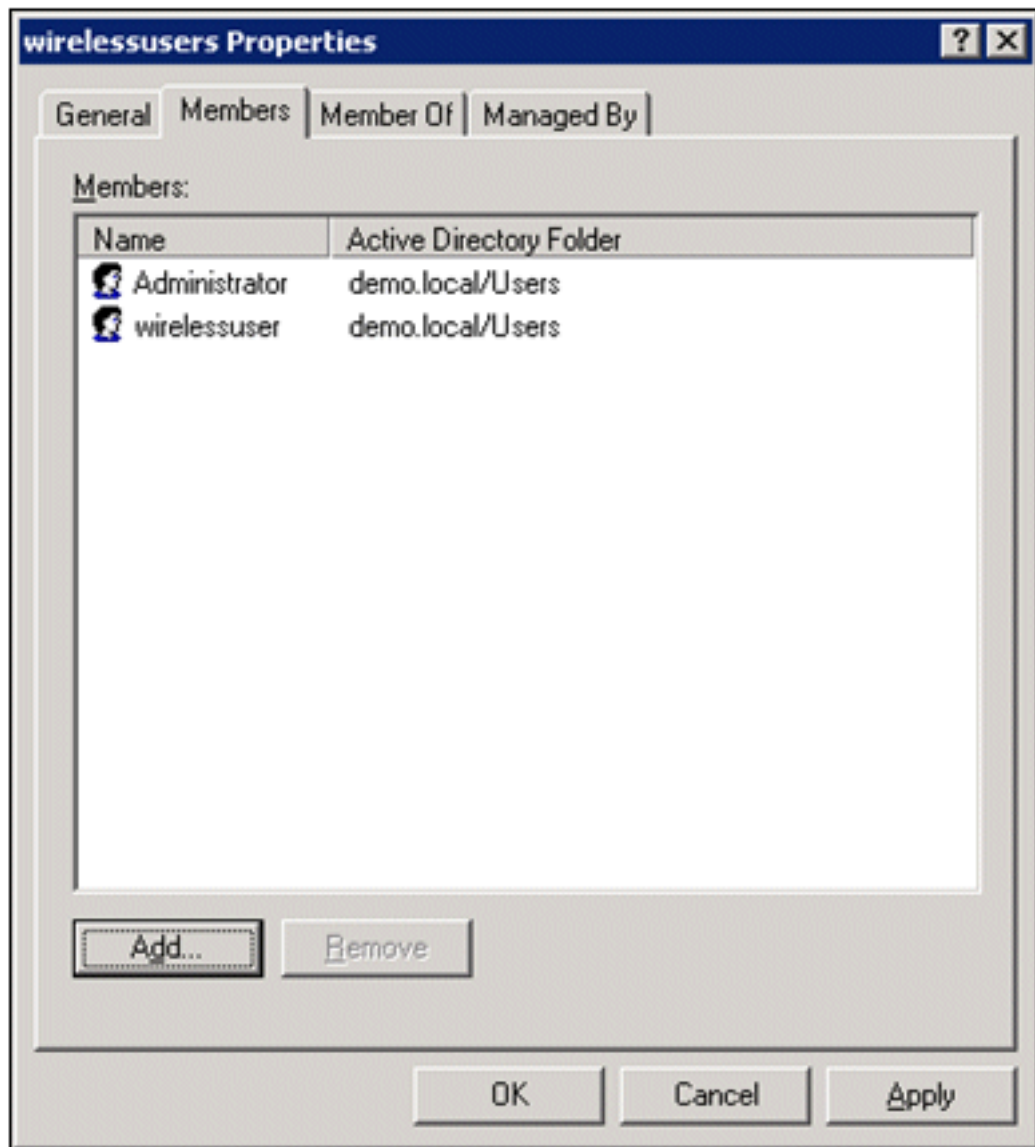 wirelessusers Properties
General Members Member Of Managed By
Members:
Name Active Directory Folder
Administrator demo.local/Users
wirelessuser demo.local/Users
Add... Remove
OK Cancel Apply